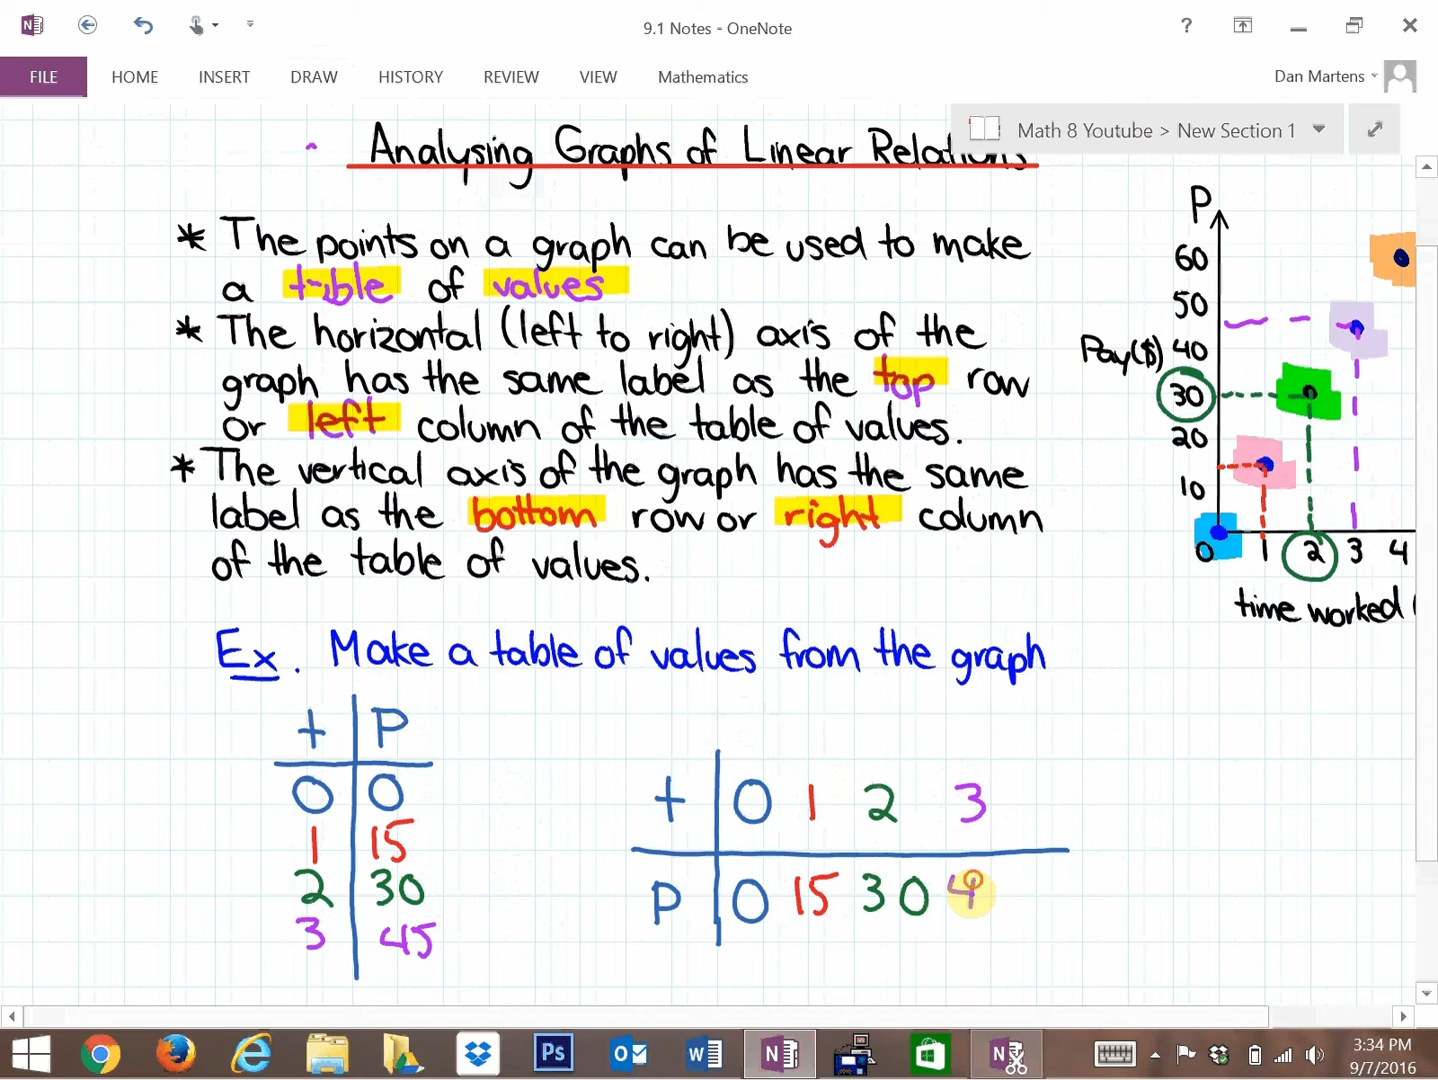 9.1 Notes - OneNote
?
FILE HOME INSERT DRAW HISTORY REVIEW VIEW Mathematics
Dan Martens
Math 8 Youtube > New Section 1
Analysing Graphs of Linear Relations
* The points on a graph can be used to make
a table of values
* The horizontal (left to right) axis of the
graph has the same label as the top row
or left column of the table of values.
* The vertical axis of the graph has the same
label as the bottom row or right column
of the table of values.
P
60
50
Pay($) 40
30
20
10
0 1 2 3 4
time worked (
Ex. Make a table of values from the graph
t P
0 0
1 15
2 30
3 45
t 0 1 2 3
P 0 15 30 4
Ps
3:34 PM
9/7/2016